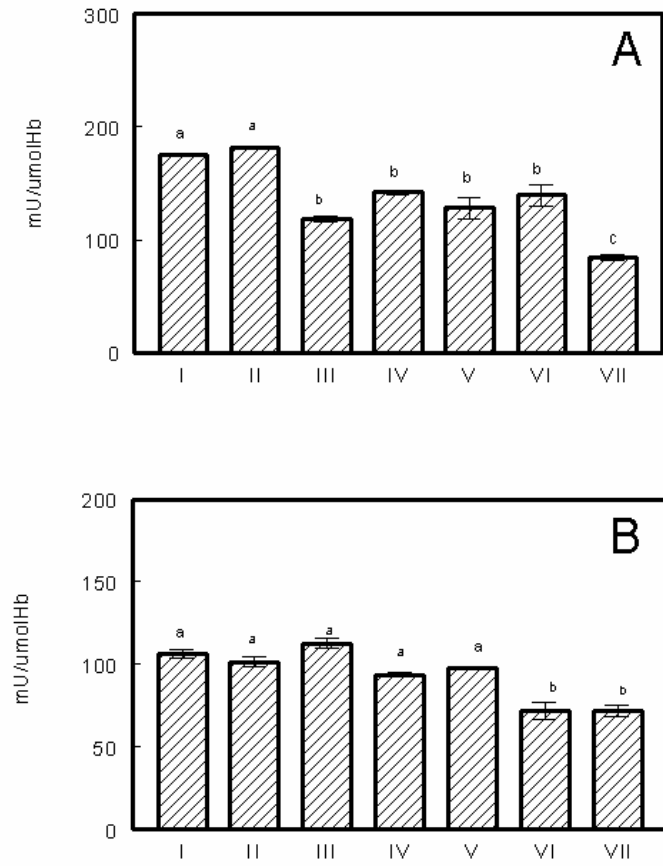 A
300
200
100
0
mU/umolHb
a a b b b b c
I II III IV V VI VII
B
200
150
100
50
0
mU/umolHb
a a a a a b b
I II III IV V VI VII